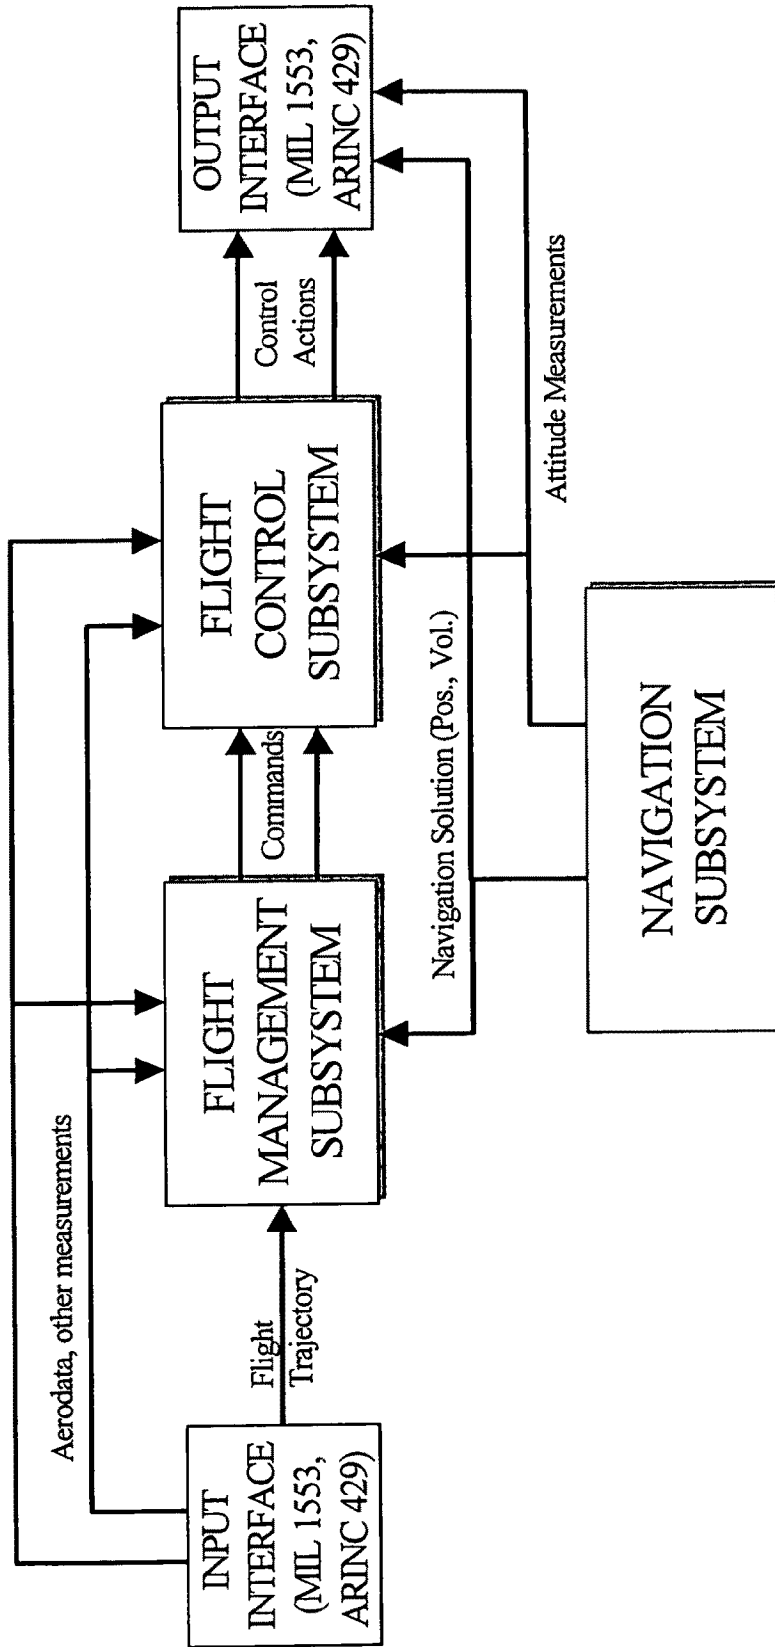 Aerodata, other measurements
INPUT
INTERFACE
(MIL 1553,
ARINC 429)
Flight
Trajectory
FLIGHT
MANAGEMENT
SUBSYSTEM
Commands
FLIGHT
CONTROL
SUBSYSTEM
Control
Actions
OUTPUT
INTERFACE
(MIL 1553,
ARINC 429)
Navigation Solution (Pos., Vol.)
Attitude Measurements
NAVIGATION
SUBSYSTEM